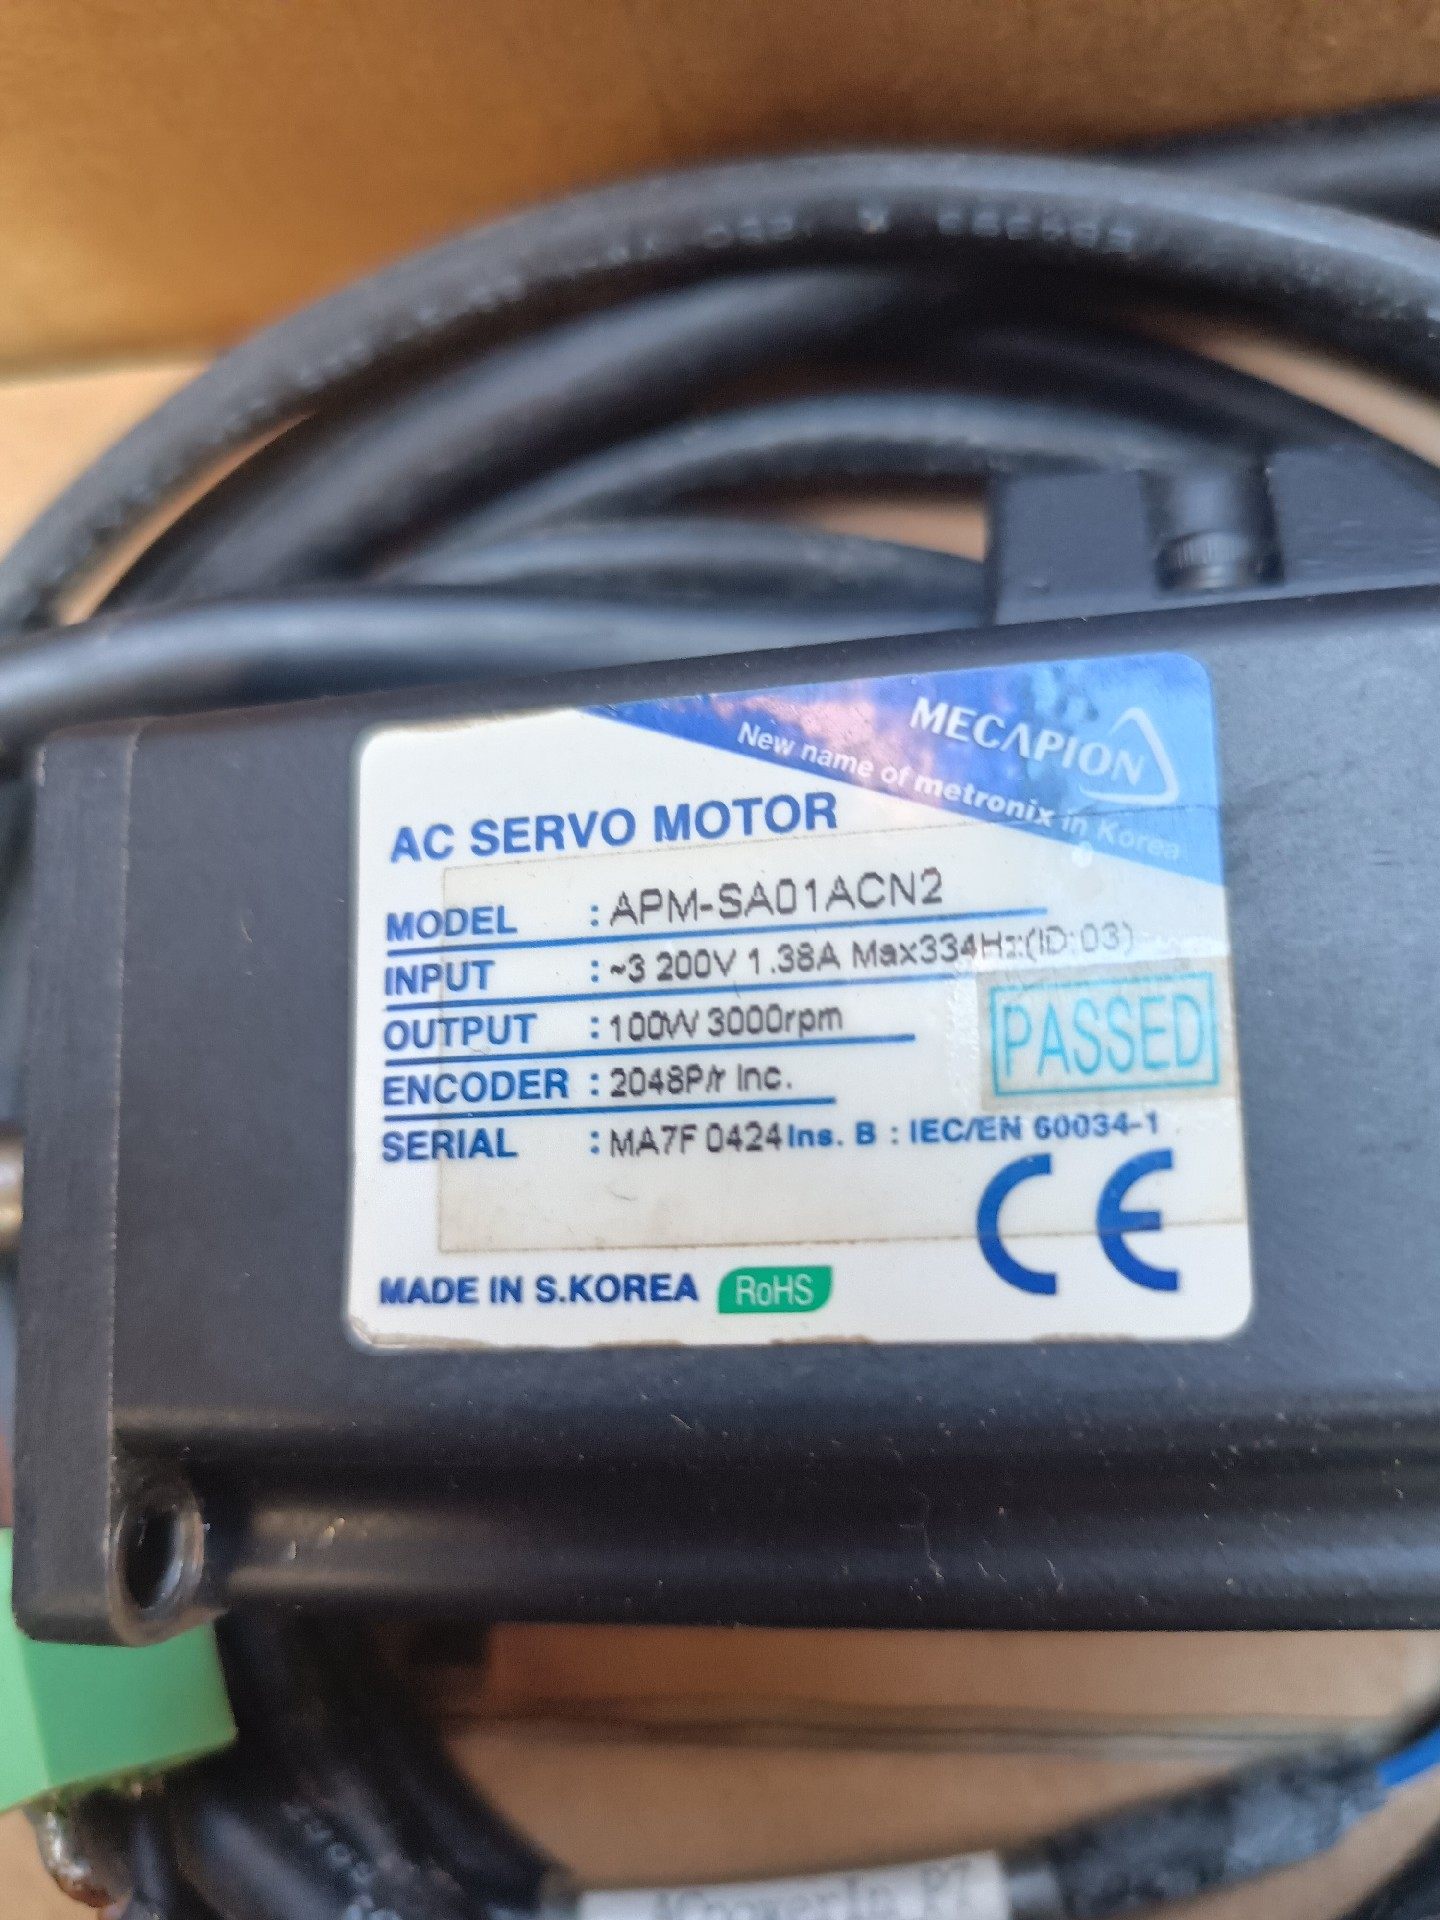 MECAPION
New name of metronix in Korea
AC SERVO MOTOR
MODEL : APM-SA01ACN2
INPUT : ~3 200V 1.38A Max334Hz(ID:03)
OUTPUT : 100W 3000rpm
PASSED
ENCODER : 2048P/r Inc.
SERIAL : MA7F 0424 Ins. B : IEC/EN 60034-1
CE
MADE IN S.KOREA RoHS